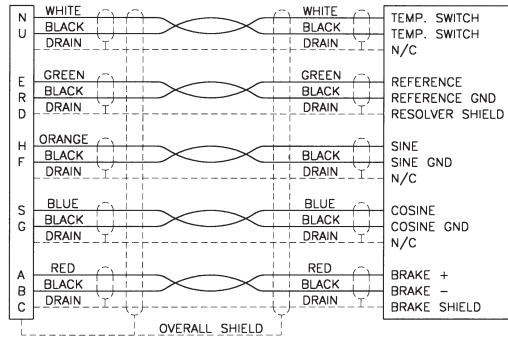 N WHITE WHITE TEMP. SWITCH
U BLACK BLACK TEMP. SWITCH
DRAIN DRAIN N/C
E GREEN GREEN REFERENCE
R BLACK BLACK REFERENCE GND
D DRAIN DRAIN RESOLVER SHIELD
H ORANGE SINE
F BLACK BLACK SINE GND
DRAIN DRAIN N/C
S BLUE BLUE COSINE
G BLACK BLACK COSINE GND
DRAIN DRAIN N/C
A RED RED BRAKE +
B BLACK BLACK BRAKE -
C DRAIN DRAIN BRAKE SHIELD
OVERALL SHIELD